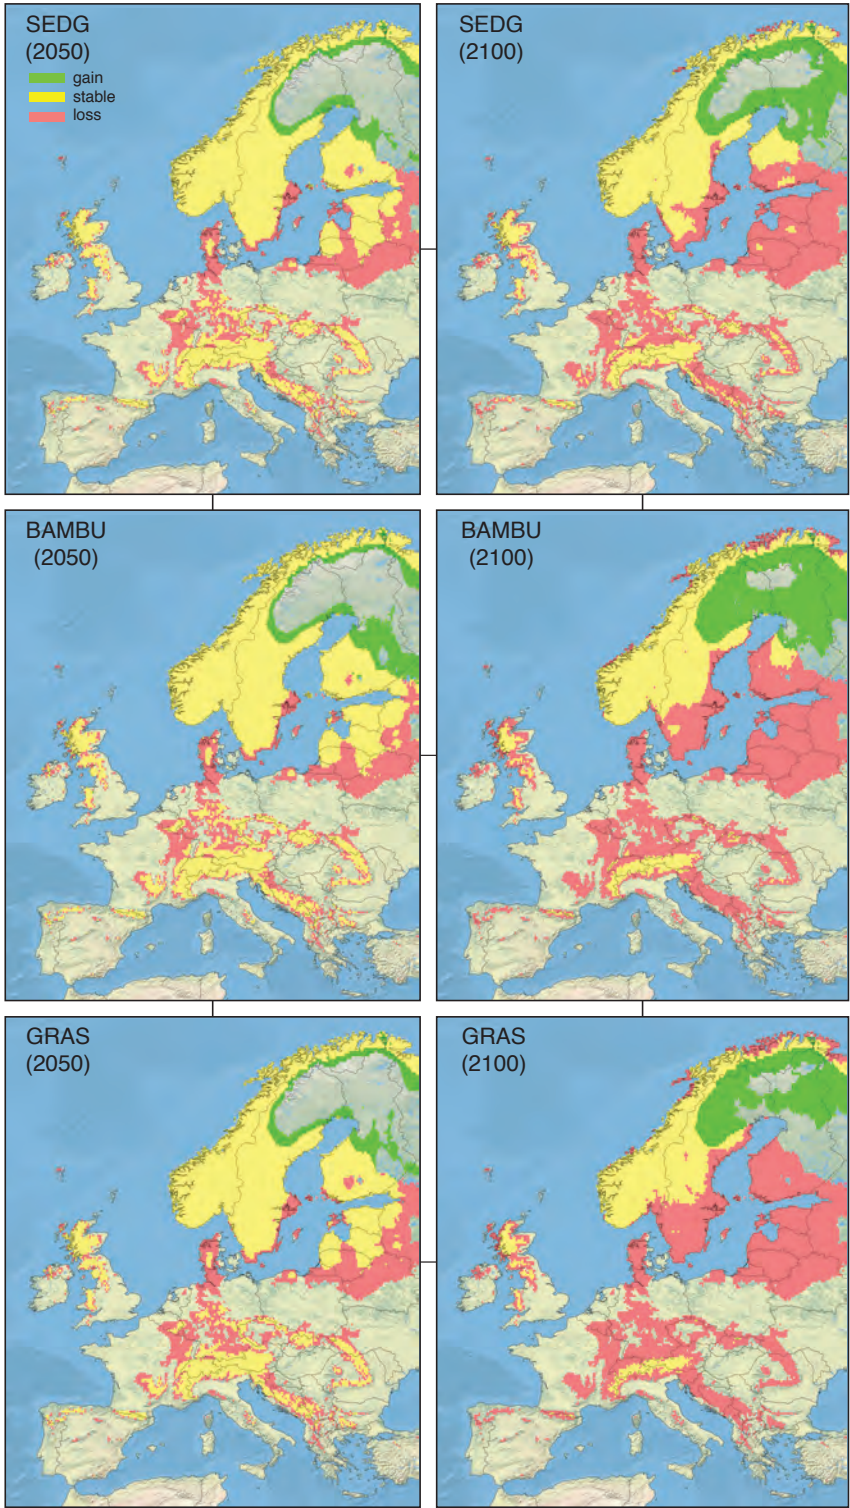 SEDG
(2050)
gain
stable
loss
SEDG
(2100)
BAMBU
(2050)
BAMBU
(2100)
GRAS
(2050)
GRAS
(2100)